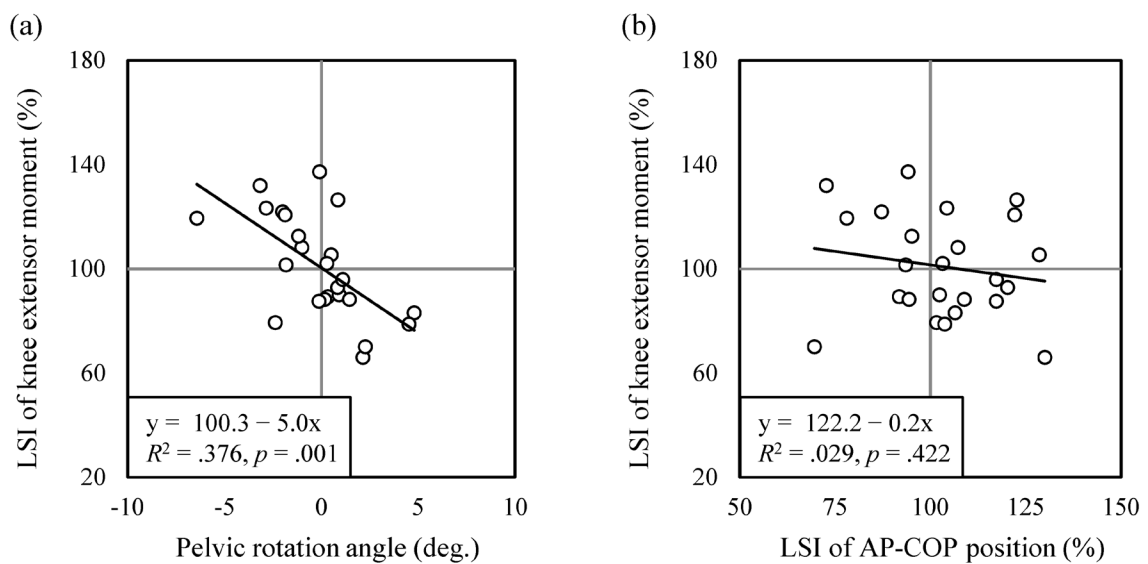 (a)
LSI of knee extensor moment (%)
180
140
100
60
20
y = 100.3 − 5.0x
R² = .376, p = .001
-10 -5 0 5 10
Pelvic rotation angle (deg.)
(b)
LSI of knee extensor moment (%)
180
140
100
60
20
y = 122.2 − 0.2x
R² = .029, p = .422
50 75 100 125 150
LSI of AP-COP position (%)